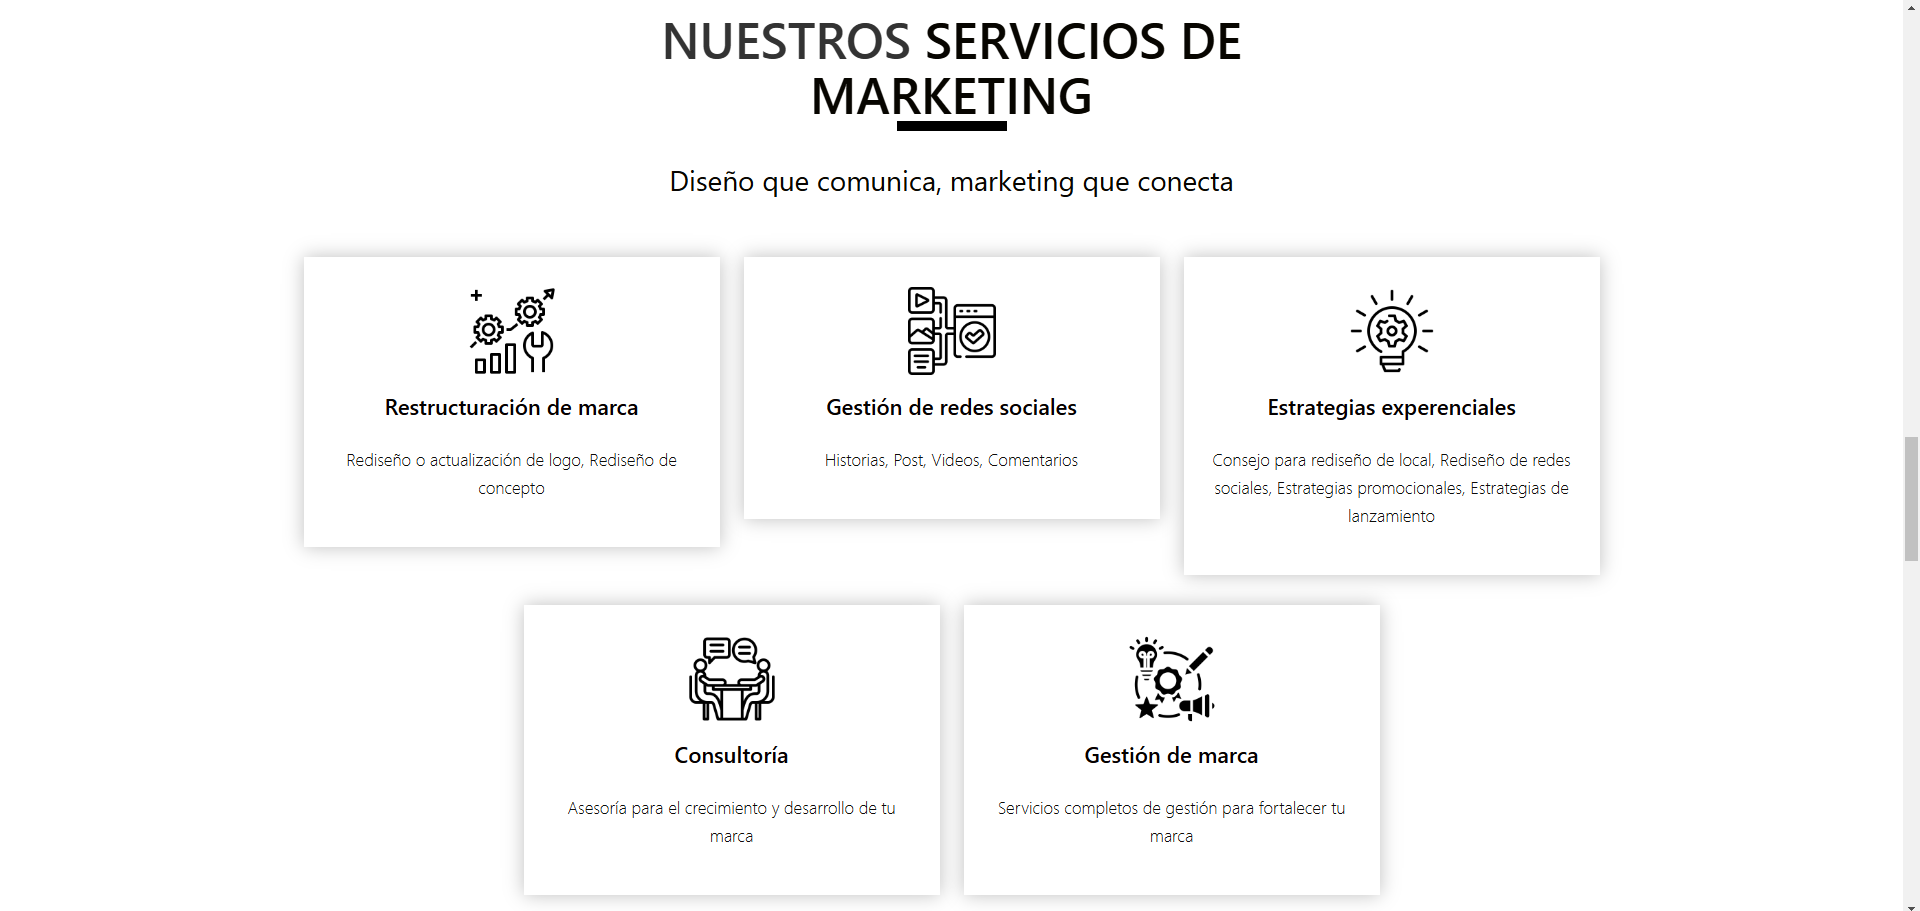 NUESTROS SERVICIOS DE
MARKETING
Diseño que comunica, marketing que conecta
Restructuración de marca
Rediseño o actualización de logo, Rediseño de
concepto
Gestión de redes sociales
Historias, Post, Videos, Comentarios
Estrategias experenciales
Consejo para rediseño de local, Rediseño de redes
sociales, Estrategias promocionales, Estrategias de
lanzamiento
Consultoría
Asesoría para el crecimiento y desarrollo de tu
marca
Gestión de marca
Servicios completos de gestión para fortalecer tu
marca